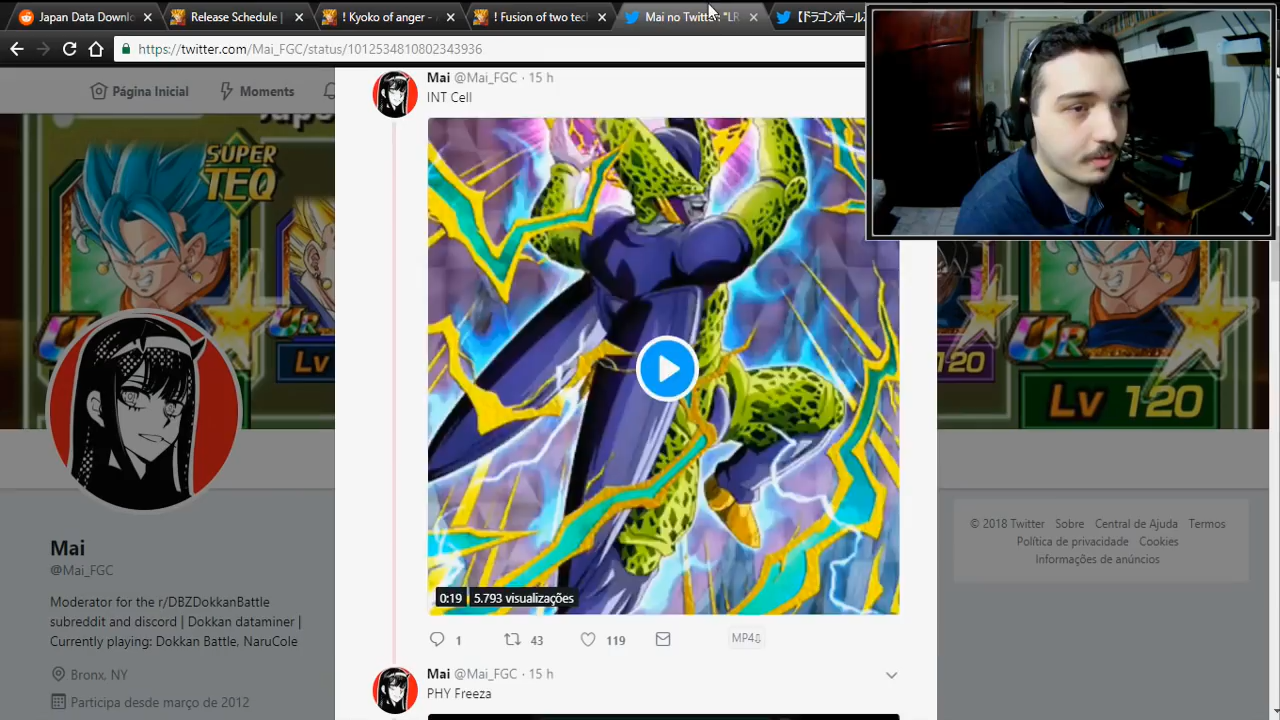 Japan Data Downlo
Release Schedule |
! Kyoko of anger -
! Fusion of two tec
Mai no Twitter: "LR
【ドラゴンボール
https://twitter.com/Mai_FGC/status/1012534810802343936
Página Inicial
Moments
SUPER
TEQ
UR
Lv
Mai
@Mai_FGC
Moderator for the r/DBZDokkanBattle
subreddit and discord | Dokkan dataminer |
Currently playing: Dokkan Battle, NaruCole
Bronx, NY
Participa desde março de 2012
Mai @Mai_FGC · 15 h
INT Cell
0:19
5.793 visualizações
1
43
119
MP4
Mai @Mai_FGC · 15 h
PHY Freeza
UR
120
Lv 120
© 2018 Twitter Sobre Central de Ajuda Termos
Política de privacidade Cookies
Informações de anúncios